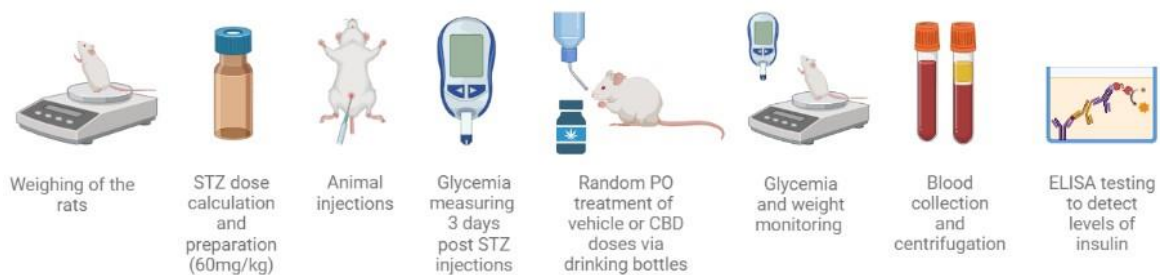 Weighing of the
rats
STZ dose
calculation
and
preparation
(60mg/kg)
Animal
injections
Glycemia
measuring
3 days
post STZ
injections
Random PO
treatment of
vehicle or CBD
doses via
drinking bottles
Glycemia
and weight
monitoring
Blood
collection
and
centrifugation
ELISA testing
to detect
levels of
insulin